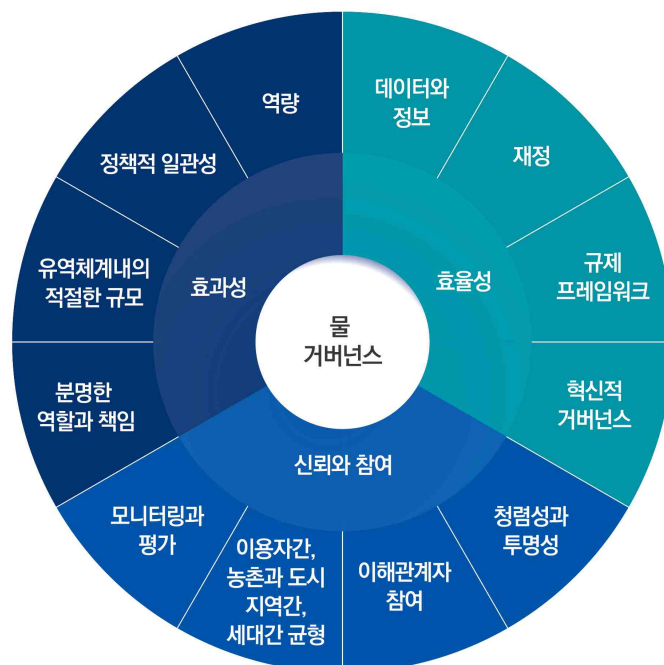 역량
데이터와
정보
정책적 일관성
재정
유역체계내의
적절한 규모
효과성
효율성
규제
프레임워크
물
거버넌스
분명한
역할과 책임
혁신적
거버넌스
신뢰와 참여
모니터링과
평가
이용자간,
농촌과 도시
지역간,
세대간 균형
이해관계자
참여
청렴성과
투명성